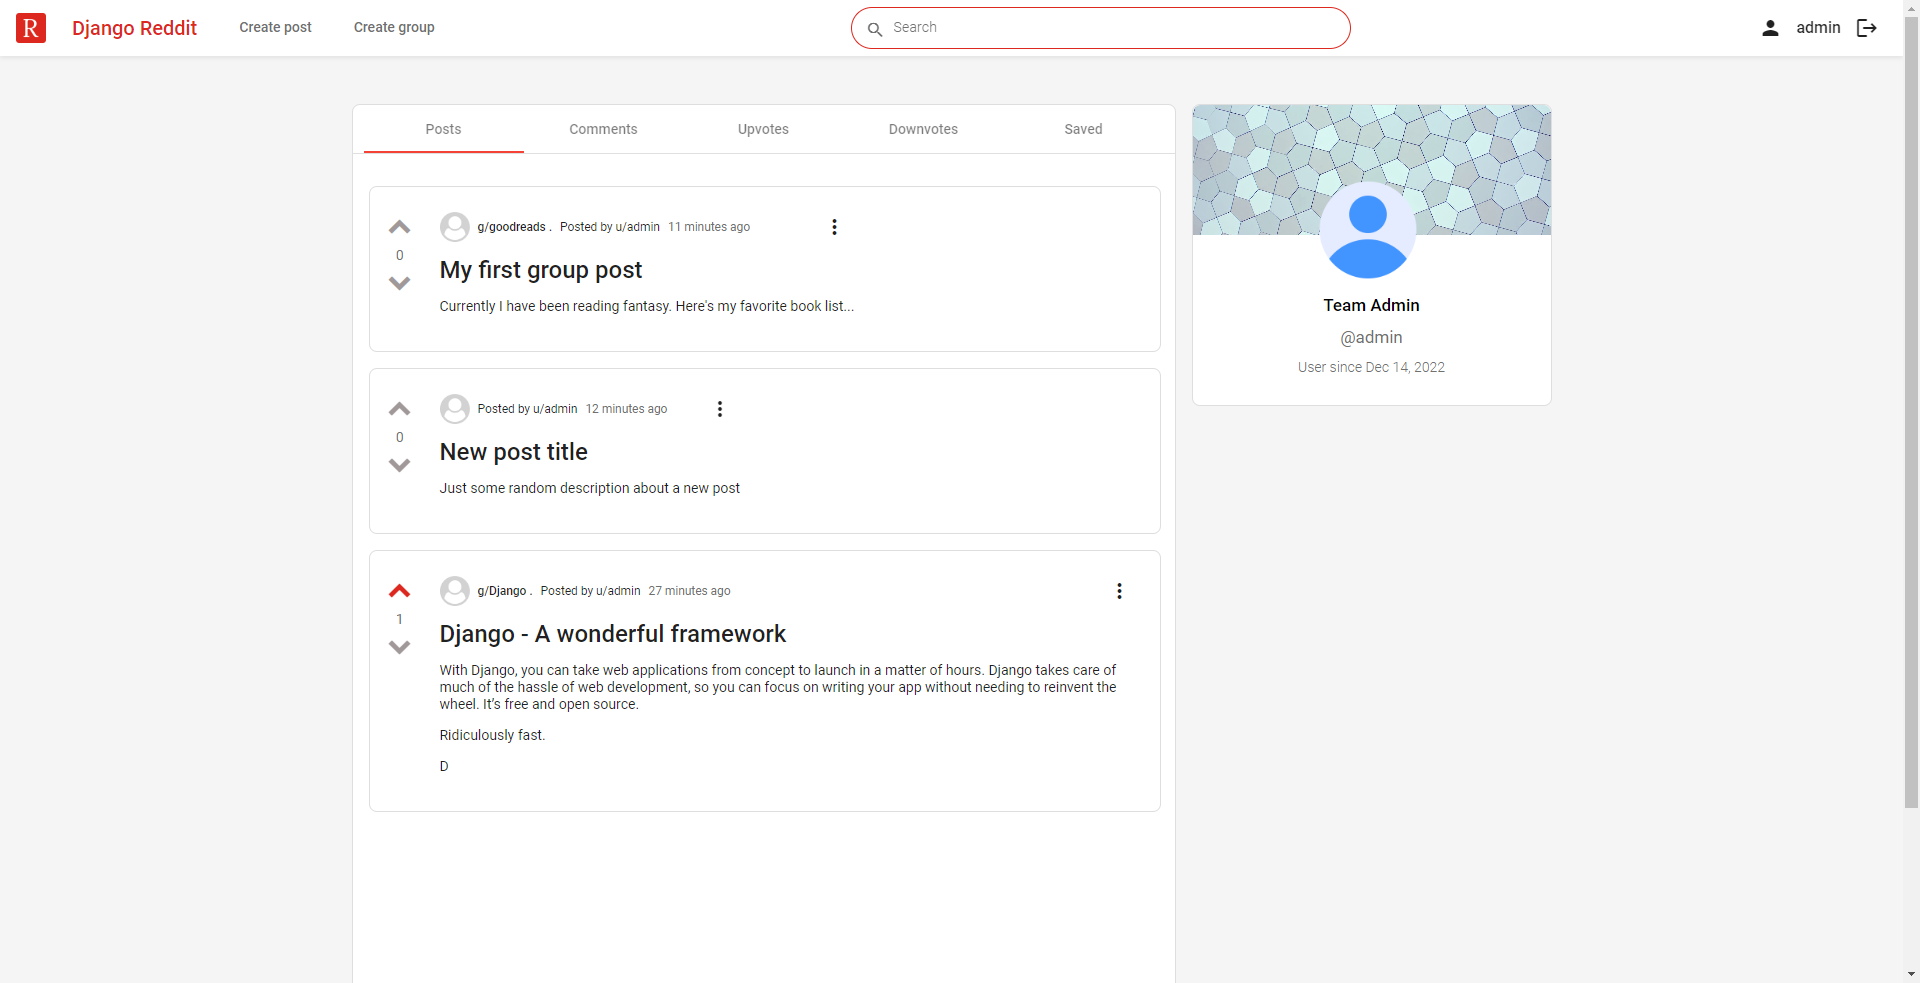 R Django Reddit Create post Create group Search admin
Posts Comments Upvotes Downvotes Saved
0
g/goodreads . Posted by u/admin 11 minutes ago
My first group post
Currently I have been reading fantasy. Here's my favorite book list...
0
Posted by u/admin 12 minutes ago
New post title
Just some random description about a new post
1
g/Django . Posted by u/admin 27 minutes ago
Django - A wonderful framework
With Django, you can take web applications from concept to launch in a matter of hours. Django takes care of
much of the hassle of web development, so you can focus on writing your app without needing to reinvent the
wheel. It's free and open source.
Ridiculously fast.
D
Team Admin
@admin
User since Dec 14, 2022